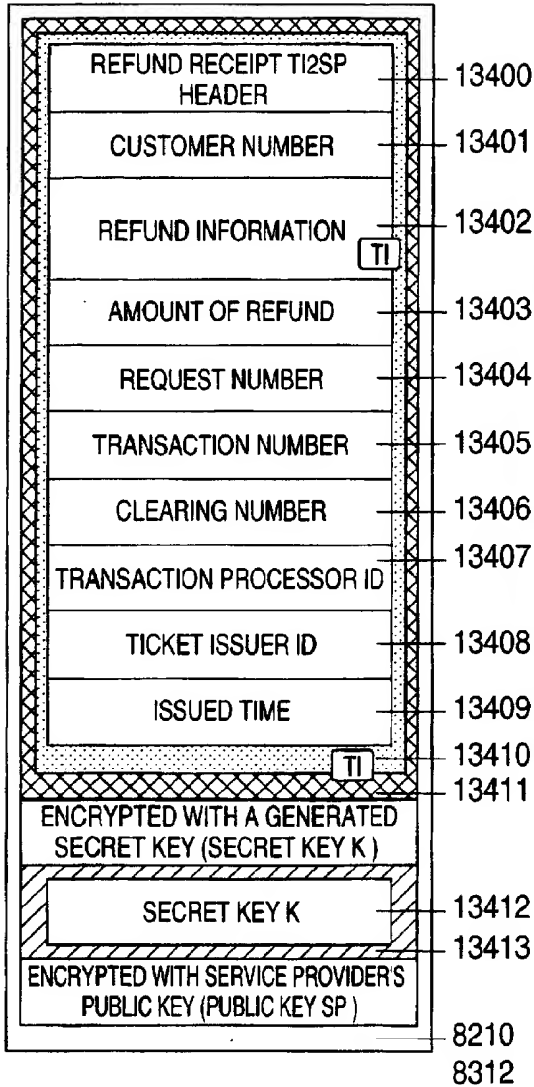 REFUND RECEIPT TI2SP
HEADER
13400
CUSTOMER NUMBER
13401
REFUND INFORMATION
13402
TI
AMOUNT OF REFUND
13403
REQUEST NUMBER
13404
TRANSACTION NUMBER
13405
CLEARING NUMBER
13406
TRANSACTION PROCESSOR ID
13407
TICKET ISSUER ID
13408
ISSUED TIME
13409
TI
13410
13411
ENCRYPTED WITH A GENERATED
SECRET KEY (SECRET KEY K)
SECRET KEY K
13412
13413
ENCRYPTED WITH SERVICE PROVIDER'S
PUBLIC KEY (PUBLIC KEY SP)
8210
8312